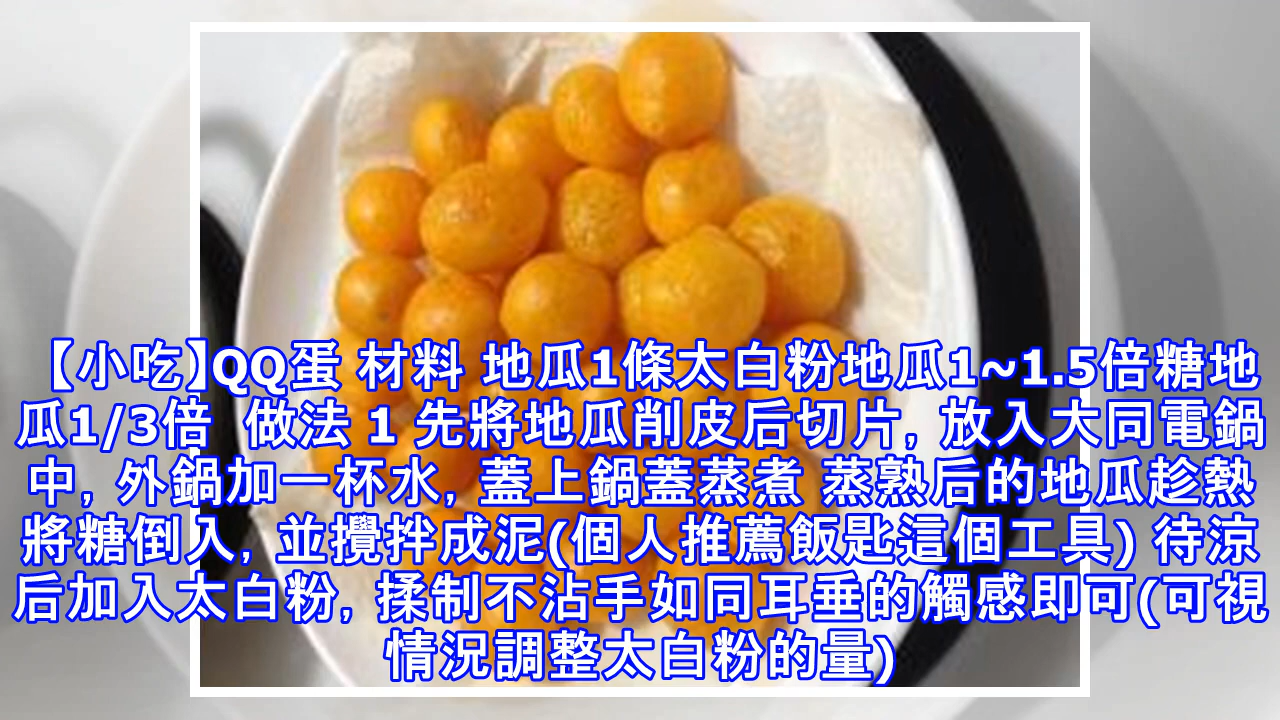 【小吃】QQ蛋 材料 地瓜1條太白粉地瓜1~1.5倍糖地
瓜1/3倍 做法 1 先將地瓜削皮后切片, 放入大同電鍋
中, 外鍋加一杯水, 蓋上鍋蓋蒸煮 蒸熟后的地瓜趁熱
將糖倒入, 並攪拌成泥(個人推薦飯匙這個工具) 待涼
后加入太白粉, 揉制不沾手如同耳垂的觸感即可(可視
情況調整太白粉的量)